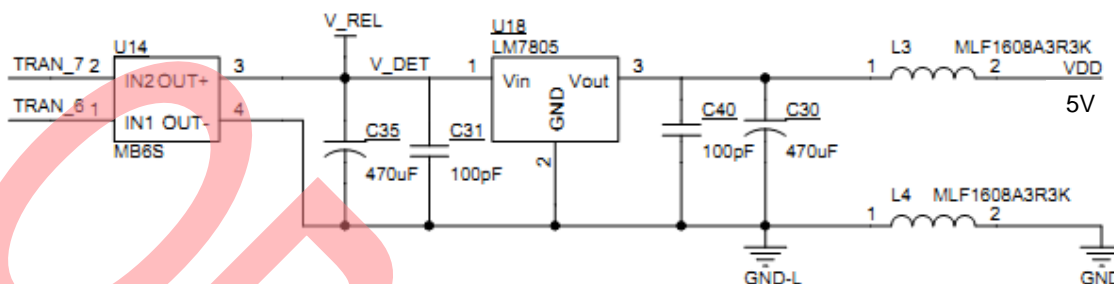 V_REL
U14
TRAN_7 2
IN2 OUT+
3
TRAN_6 1
IN1 OUT-
4
MB6S
V_DET
C35
470uF
C31
100pF
U18
LM7805
1
Vin
Vout
3
GND
2
C40
100pF
C30
470uF
L3
MLF1608A3R3K
1
2
VDD
5V
L4
MLF1608A3R3K
1
2
GND-L
GND